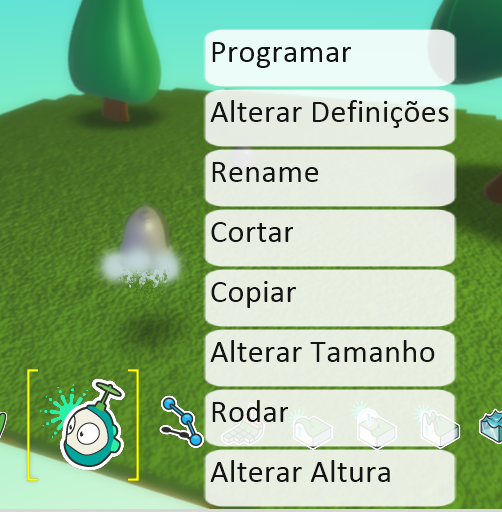 Programar
Alterar Definições
Rename
Cortar
Copiar
Alterar Tamanho
Rodar
Alterar Altura